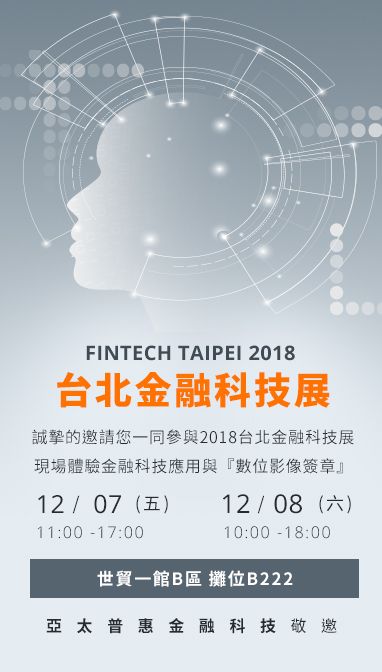 FINTECH TAIPEI 2018
台北金融科技展
誠摯的邀請您一同參與2018台北金融科技展
現場體驗金融科技應用與『數位影像簽章』
12 / 07 (五) 12 / 08 (六)
11:00 -17:00 10:00 -18:00
世貿一館B區 攤位B222
亞太普惠金融科技敬邀